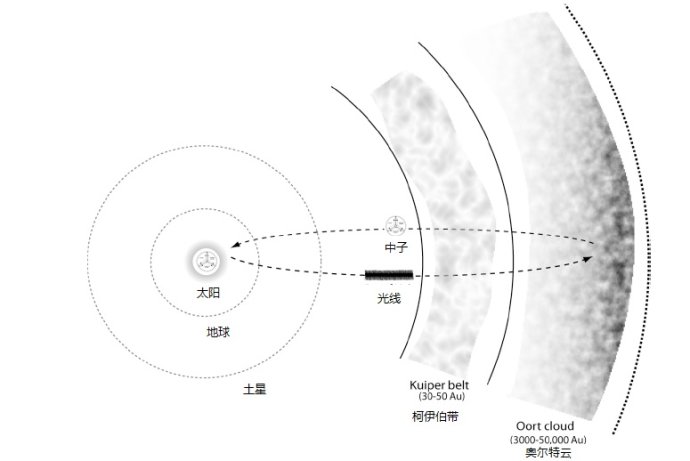 中子
太阳
光线
地球
土星
Kuiper belt
(30-50 Au)
柯伊伯带
Oort cloud
(3000-50,000 Au)
奥尔特云